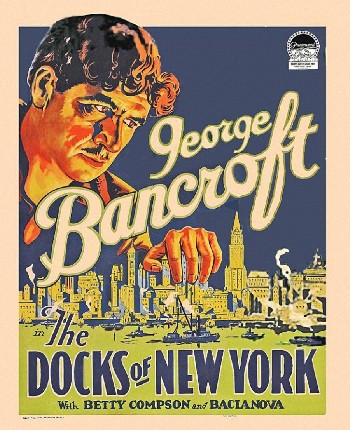 George
Bancroft
in The
DOCKS OF NEW YORK
With BETTY COMPSON and BACLANOVA